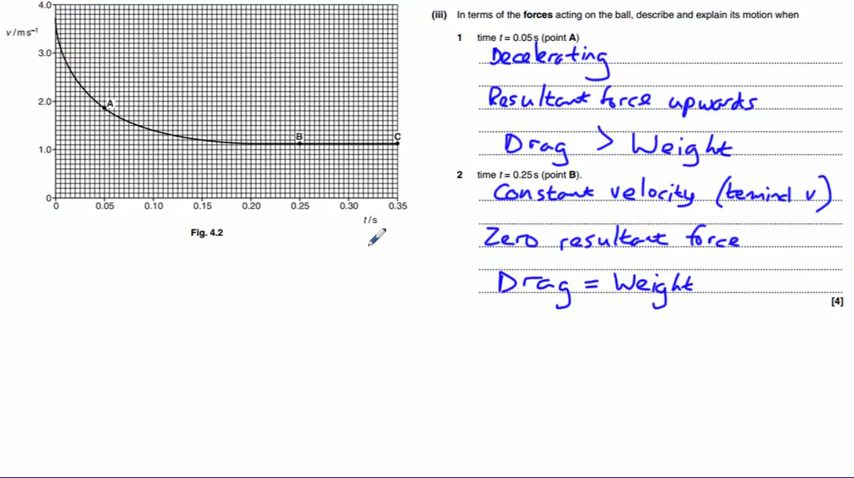 4.0
v / m s⁻¹
3.0
2.0
A
B
C
1.0
0
0 0.05 0.10 0.15 0.20 0.25 0.30 0.35
t / s
Fig. 4.2
(iii) In terms of the forces acting on the ball, describe and explain its motion when
1 time t = 0.05 s (point A)
Decelerating
Resultant force upwards
Drag > Weight
2 time t = 0.25 s (point B).
Constant velocity (teminal v)
Zero resultant force
Drag = Weight
[4]